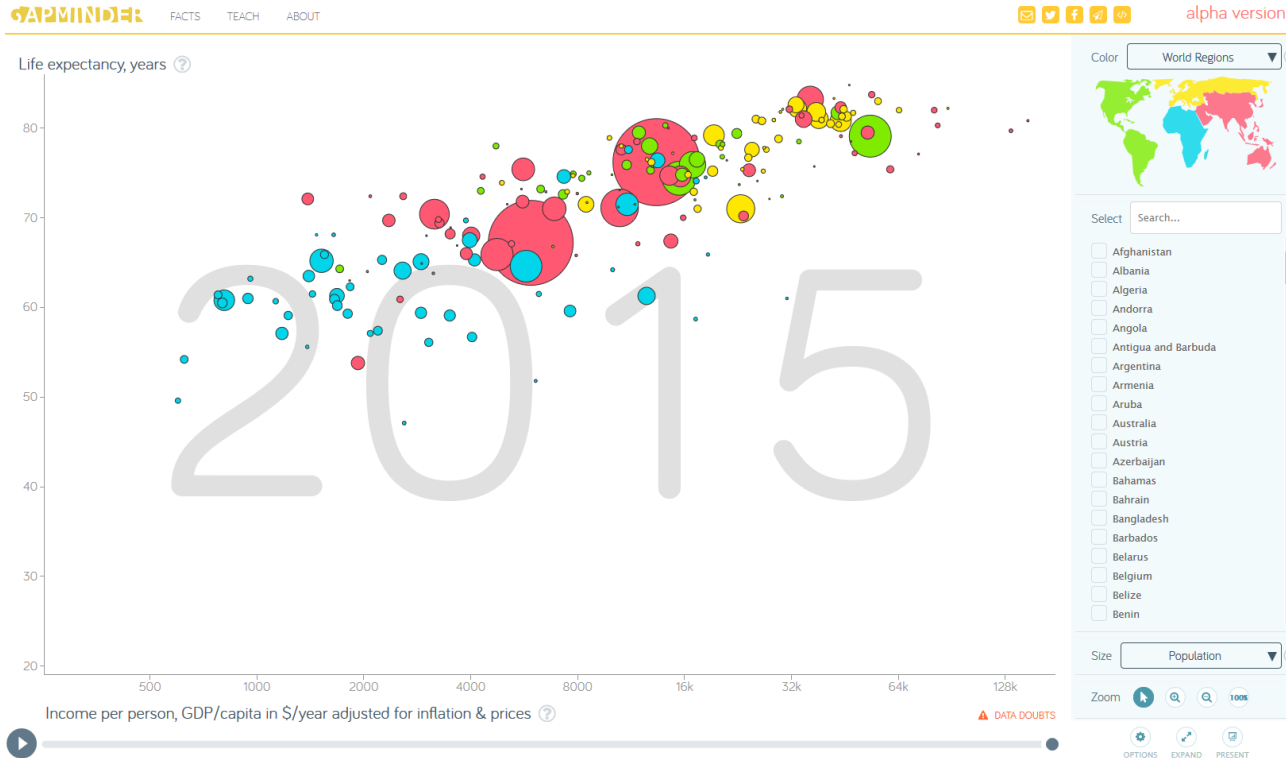 GAPMINDER FACTS TEACH ABOUT
alpha version
Life expectancy, years ?
80
70
60
50
40
30
20
2015
500 1000 2000 4000 8000 16k 32k 64k 128k
Income per person, GDP/capita in $/year adjusted for inflation & prices ?
DATA DOUBTS
Color World Regions
Select Search...
Afghanistan
Albania
Algeria
Andorra
Angola
Antigua and Barbuda
Argentina
Armenia
Aruba
Australia
Austria
Azerbaijan
Bahamas
Bahrain
Bangladesh
Barbados
Belarus
Belgium
Belize
Benin
Size Population
Zoom 100%
OPTIONS EXPAND PRESENT